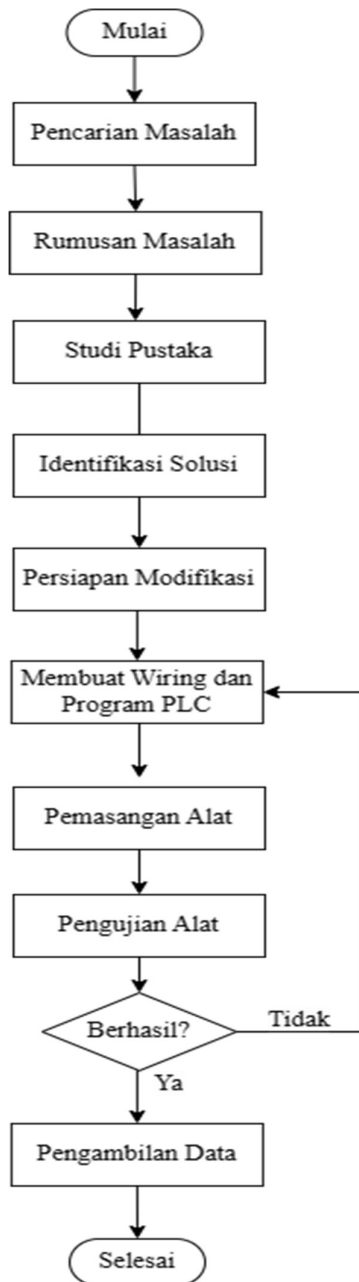 Mulai
Pencarian Masalah
Rumusan Masalah
Studi Pustaka
Identifikasi Solusi
Persiapan Modifikasi
Membuat Wiring dan
Program PLC
Pemasangan Alat
Pengujian Alat
Berhasil?
Tidak
Ya
Pengambilan Data
Selesai